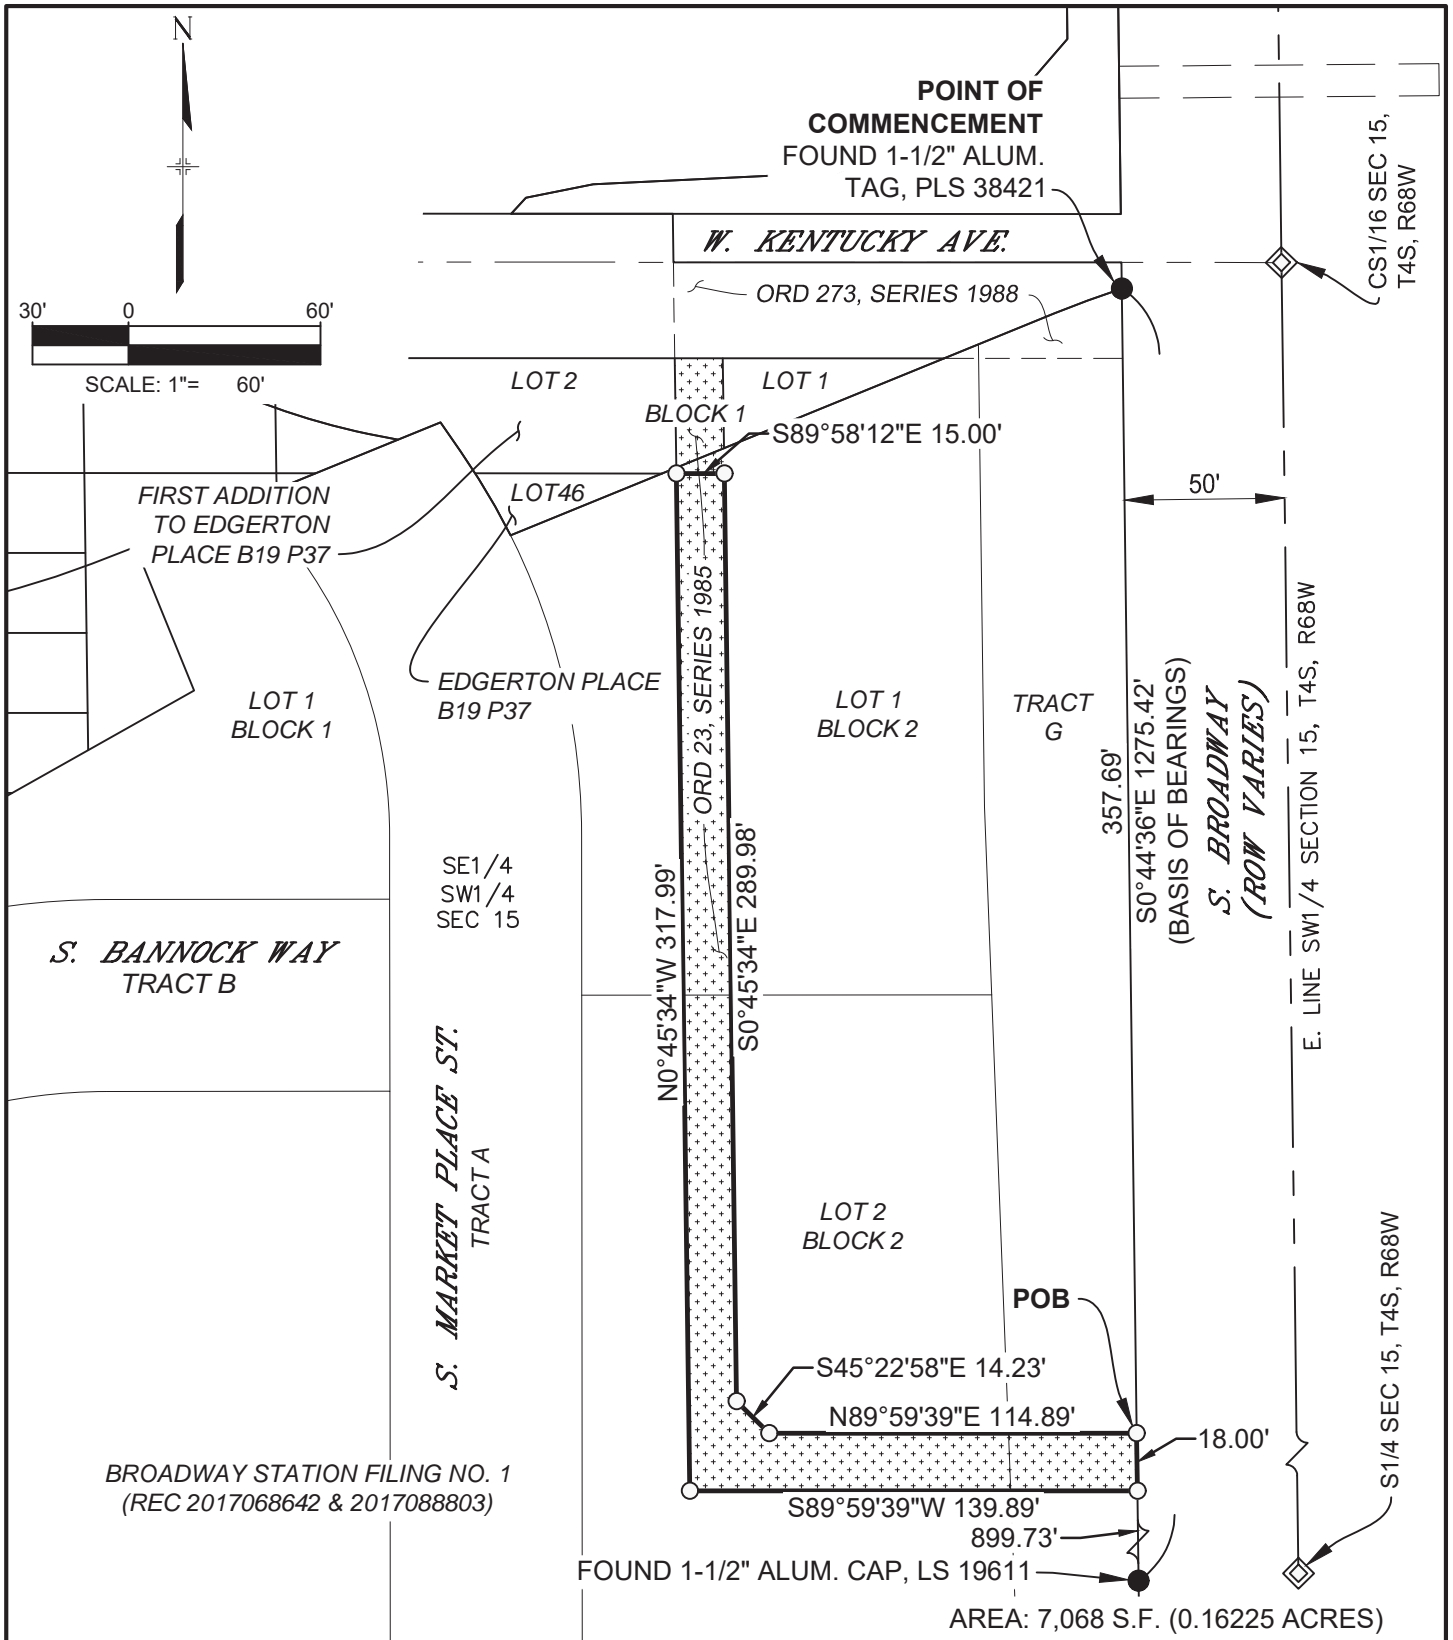 N
POINT OF
COMMENCEMENT
FOUND 1-1/2" ALUM.
TAG, PLS 38421
CS1/16 SEC 15,
T4S, R68W
W. KENTUCKY AVE.
ORD 273, SERIES 1988
30' 0 60'
SCALE: 1"= 60'
LOT 2
LOT 1
BLOCK 1
S89°58'12"E 15.00'
FIRST ADDITION
TO EDGERTON
PLACE B19 P37
LOT46
50'
ORD 23, SERIES 1985
EDGERTON PLACE
B19 P37
LOT 1
BLOCK 1
LOT 1
BLOCK 2
TRACT
G
357.69'
S0°44'36"E 1275.42'
(BASIS OF BEARINGS)
S. BROADWAY
(ROW VARIES)
E. LINE SW1/4 SECTION 15, T4S, R68W
SE1/4
SW1/4
SEC 15
N0°45'34"W 317.99'
S0°45'34"E 289.98'
S. BANNOCK WAY
TRACT B
S. MARKET PLACE ST.
TRACT A
LOT 2
BLOCK 2
POB
S45°22'58"E 14.23'
N89°59'39"E 114.89'
18.00'
S1/4 SEC 15, T4S, R68W
BROADWAY STATION FILING NO. 1
(REC 2017068642 & 2017088803)
S89°59'39"W 139.89'
899.73'
FOUND 1-1/2" ALUM. CAP, LS 19611
AREA: 7,068 S.F. (0.16225 ACRES)